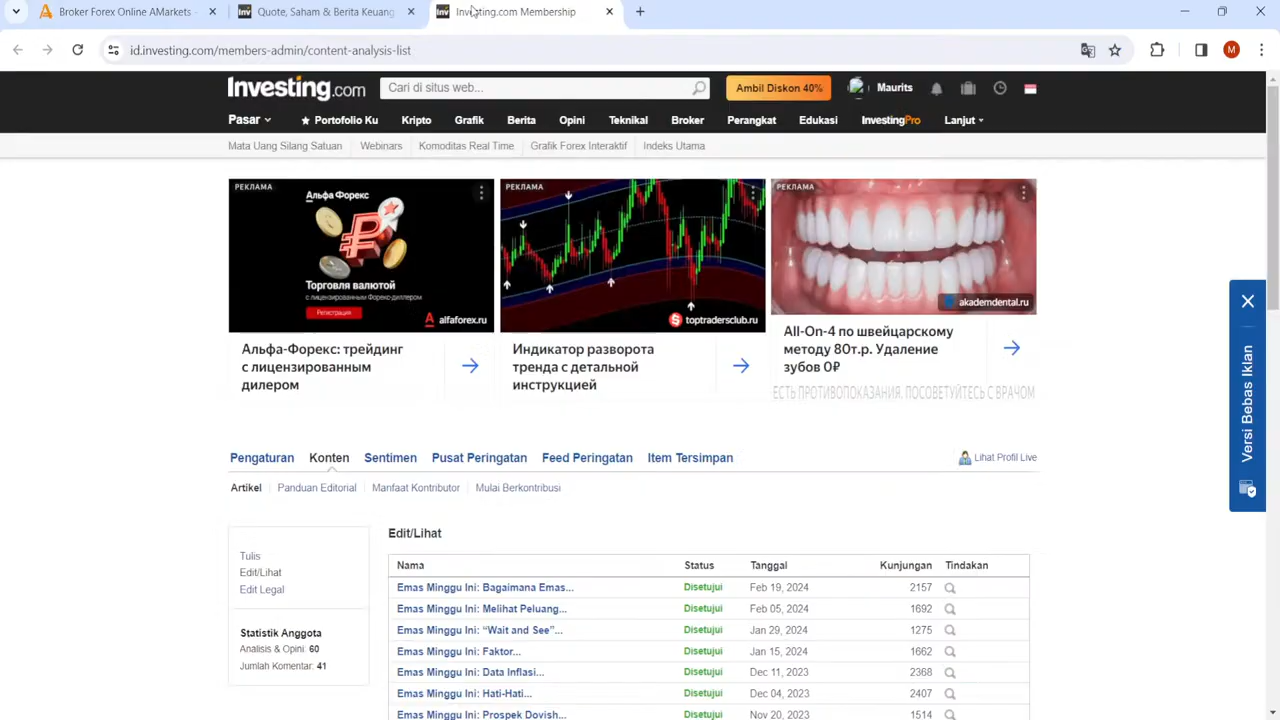 Broker Forex Online AMarkets -
Quote, Saham & Berita Keuang
Investing.com Membership
id.investing.com/members-admin/content-analysis-list
M
Investing.com
Cari di situs web...
Ambil Diskon 40%
Maurits
Pasar
Portofolio Ku
Kripto
Grafik
Berita
Opini
Teknikal
Broker
Perangkat
Edukasi
InvestingPro
Lanjut
Mata Uang Silang Satuan
Webinars
Komoditas Real Time
Grafik Forex Interaktif
Indeks Utama
РЕКЛАМА
Альфа Форекс
Торговля валютой
с лицензированным Форекс-диллером
Регистрация
alfaforex.ru
Альфа-Форекс: трейдинг
с лицензированным
дилером
РЕКЛАМА
toptradersclub.ru
Индикатор разворота
тренда с детальной
инструкцией
РЕКЛАМА
akademdental.ru
All-On-4 по швейцарскому
методу 80т.р. Удаление
зубов 0₽
ЕСТЬ ПРОТИВОПОКАЗАНИЯ. ПОСОВЕТУЙТЕСЬ С ВРАЧОМ
Versi Bebas Iklan
Pengaturan
Konten
Sentimen
Pusat Peringatan
Feed Peringatan
Item Tersimpan
Lihat Profil Live
Artikel
Panduan Editorial
Manfaat Kontributor
Mulai Berkontribusi
Tulis
Edit/Lihat
Edit Legal
Statistik Anggota
Analisis & Opini: 60
Jumlah Komentar: 41
Edit/Lihat
Nama Status Tanggal Kunjungan Tindakan
Emas Minggu Ini: Bagaimana Emas... Disetujui Feb 19, 2024 2157
Emas Minggu Ini: Melihat Peluang... Disetujui Feb 05, 2024 1692
Emas Minggu Ini: “Wait and See”... Disetujui Jan 29, 2024 1275
Emas Minggu Ini: Faktor... Disetujui Jan 15, 2024 1662
Emas Minggu Ini: Data Inflasi... Disetujui Dec 11, 2023 2368
Emas Minggu Ini: Hati-Hati... Disetujui Dec 04, 2023 2407
Emas Minggu Ini: Prospek Dovish... Disetujui Nov 20, 2023 1514